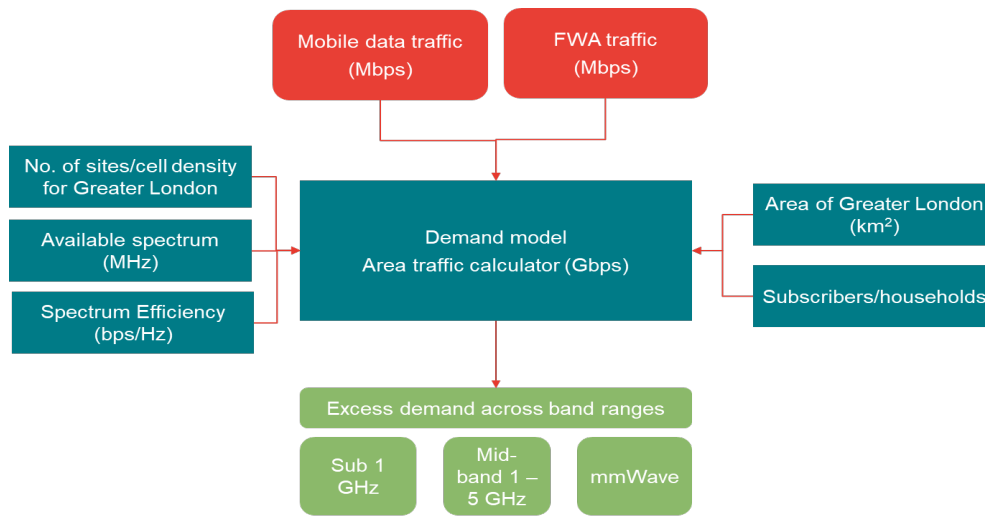 Mobile data traffic
(Mbps)
FWA traffic
(Mbps)
No. of sites/cell density
for Greater London
Available spectrum
(MHz)
Spectrum Efficiency
(bps/Hz)
Demand model
Area traffic calculator (Gbps)
Area of Greater London
(km²)
Subscribers/households
Excess demand across band ranges
Sub 1
GHz
Mid-
band 1 –
5 GHz
mmWave